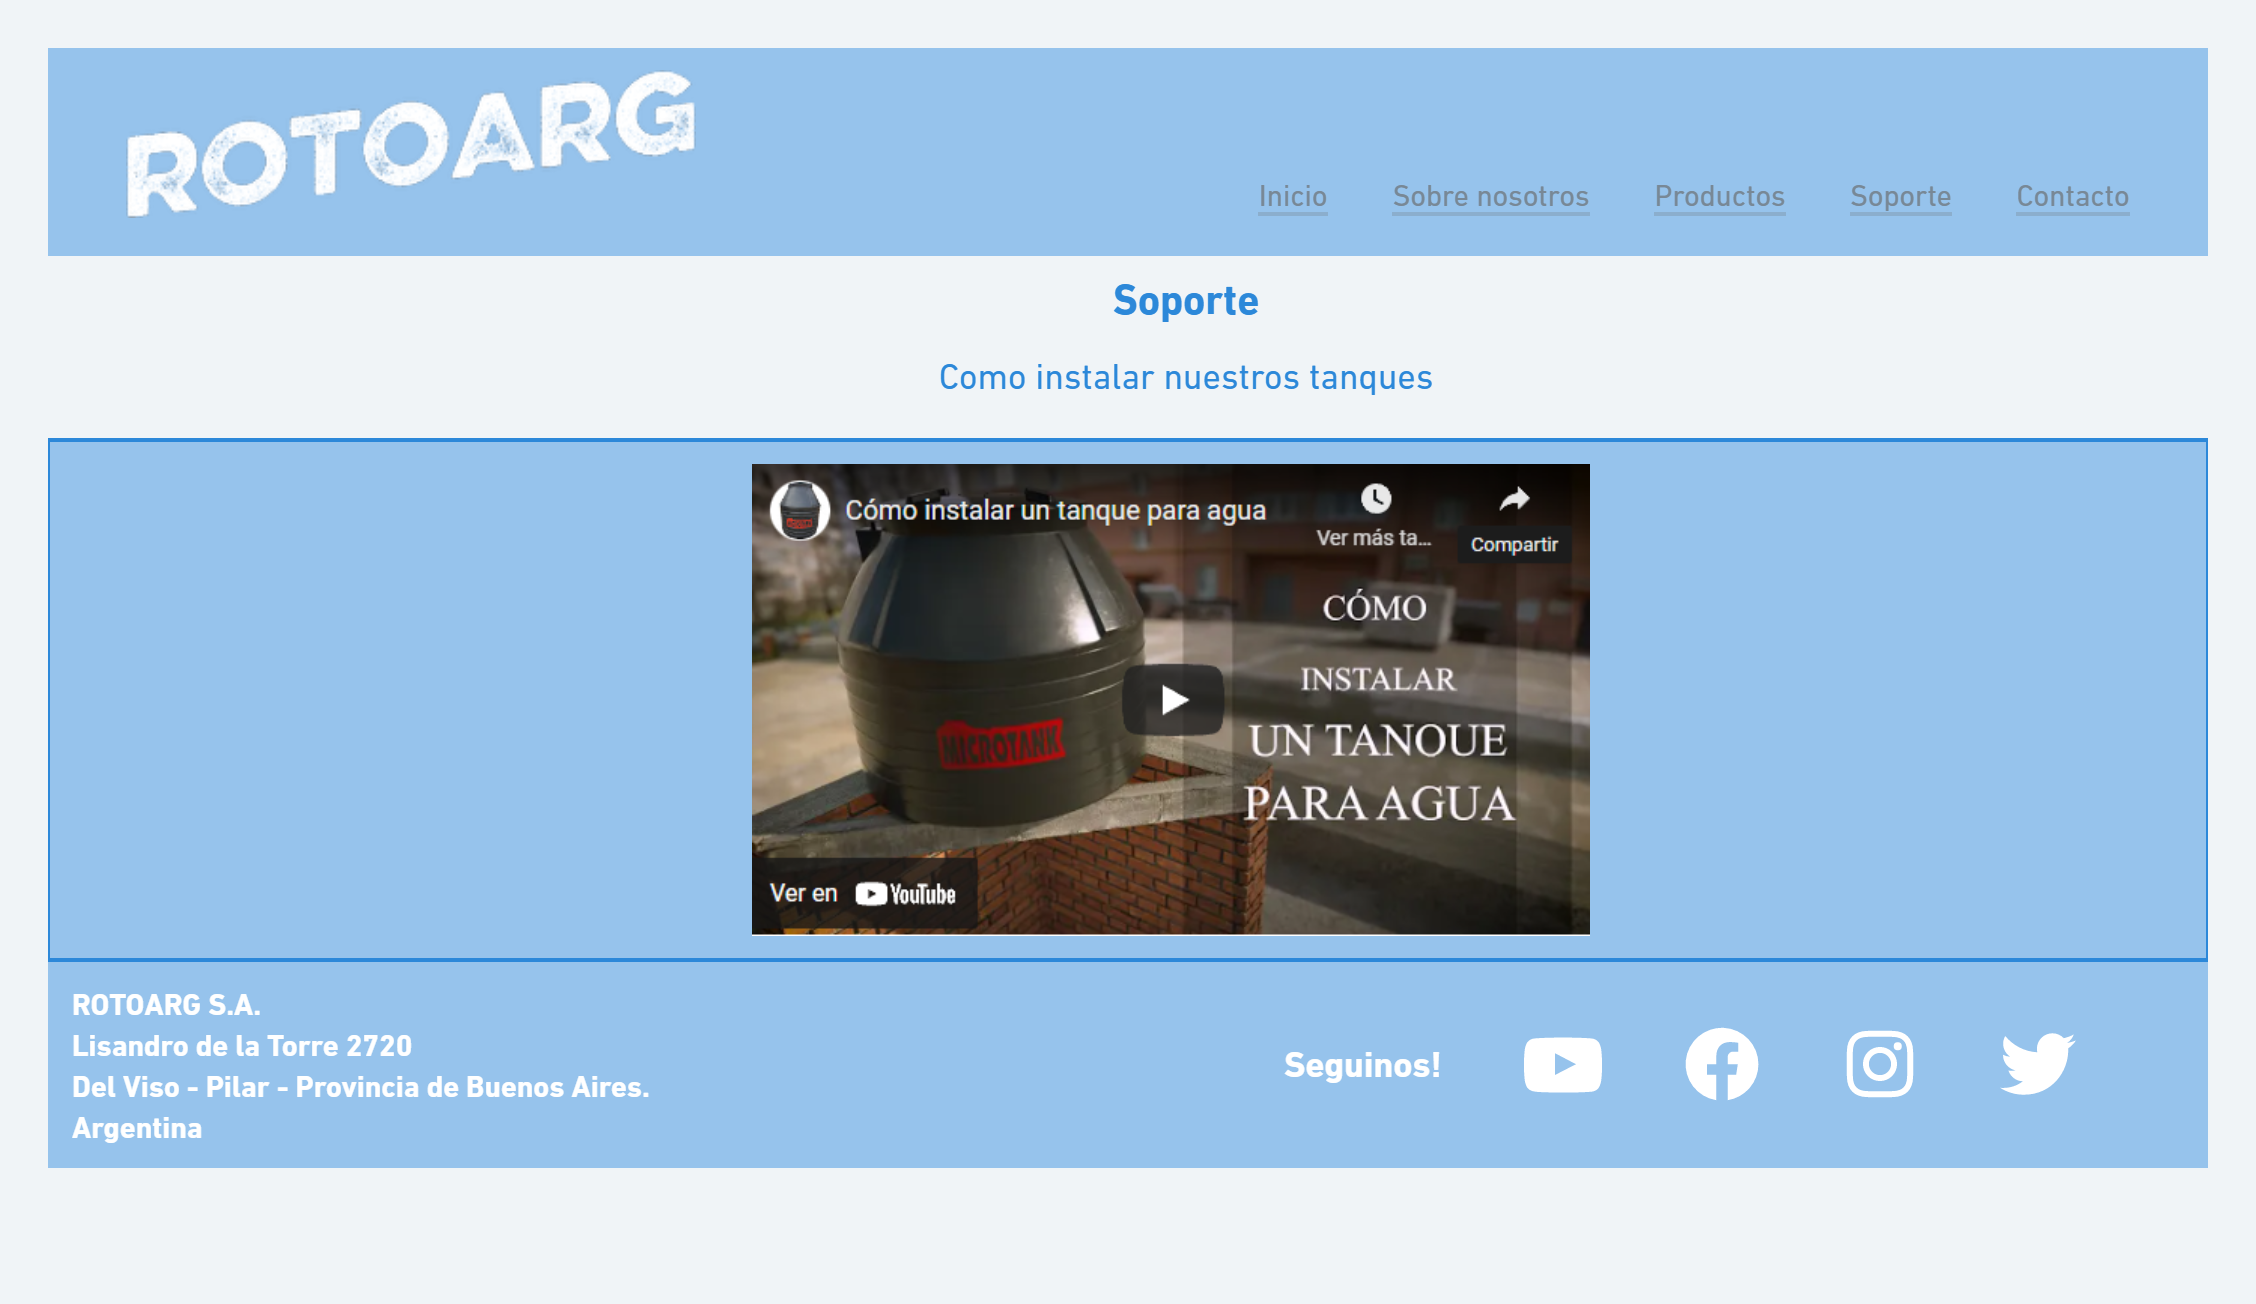 ROTOARG
Inicio Sobre nosotros Productos Soporte Contacto
Soporte
Como instalar nuestros tanques
Cómo instalar un tanque para agua
Ver más ta...
Compartir
CÓMO
INSTALAR
UN TANQUE
PARA AGUA
MICROTANK
Ver en YouTube
ROTOARG S.A.
Lisandro de la Torre 2720
Del Viso - Pilar - Provincia de Buenos Aires.
Argentina
Seguinos!